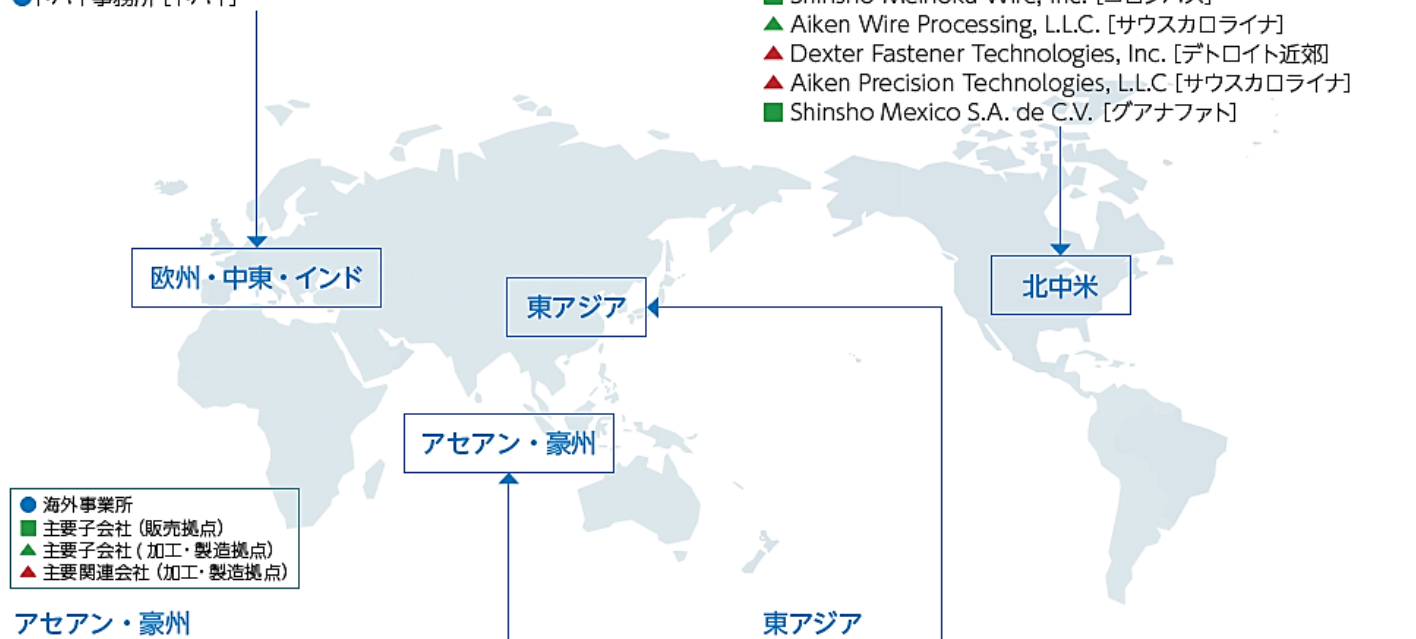 Aiken Wire Processing, L.L.C. [サウスカロライナ]
Dexter Fastener Technologies, Inc. [デトロイト近郊]
Aiken Precision Technologies, L.L.C [サウスカロライナ]
Shinsho Mexico S.A. de C.V. [グアナファト]
欧州・中東・インド
東アジア
北中米
アセアン・豪州
海外事業所
主要子会社（販売拠点）
主要子会社 ( 加工・製造拠点）
主要関連会社（加工・製造拠点）
アセアン・豪州
東アジア